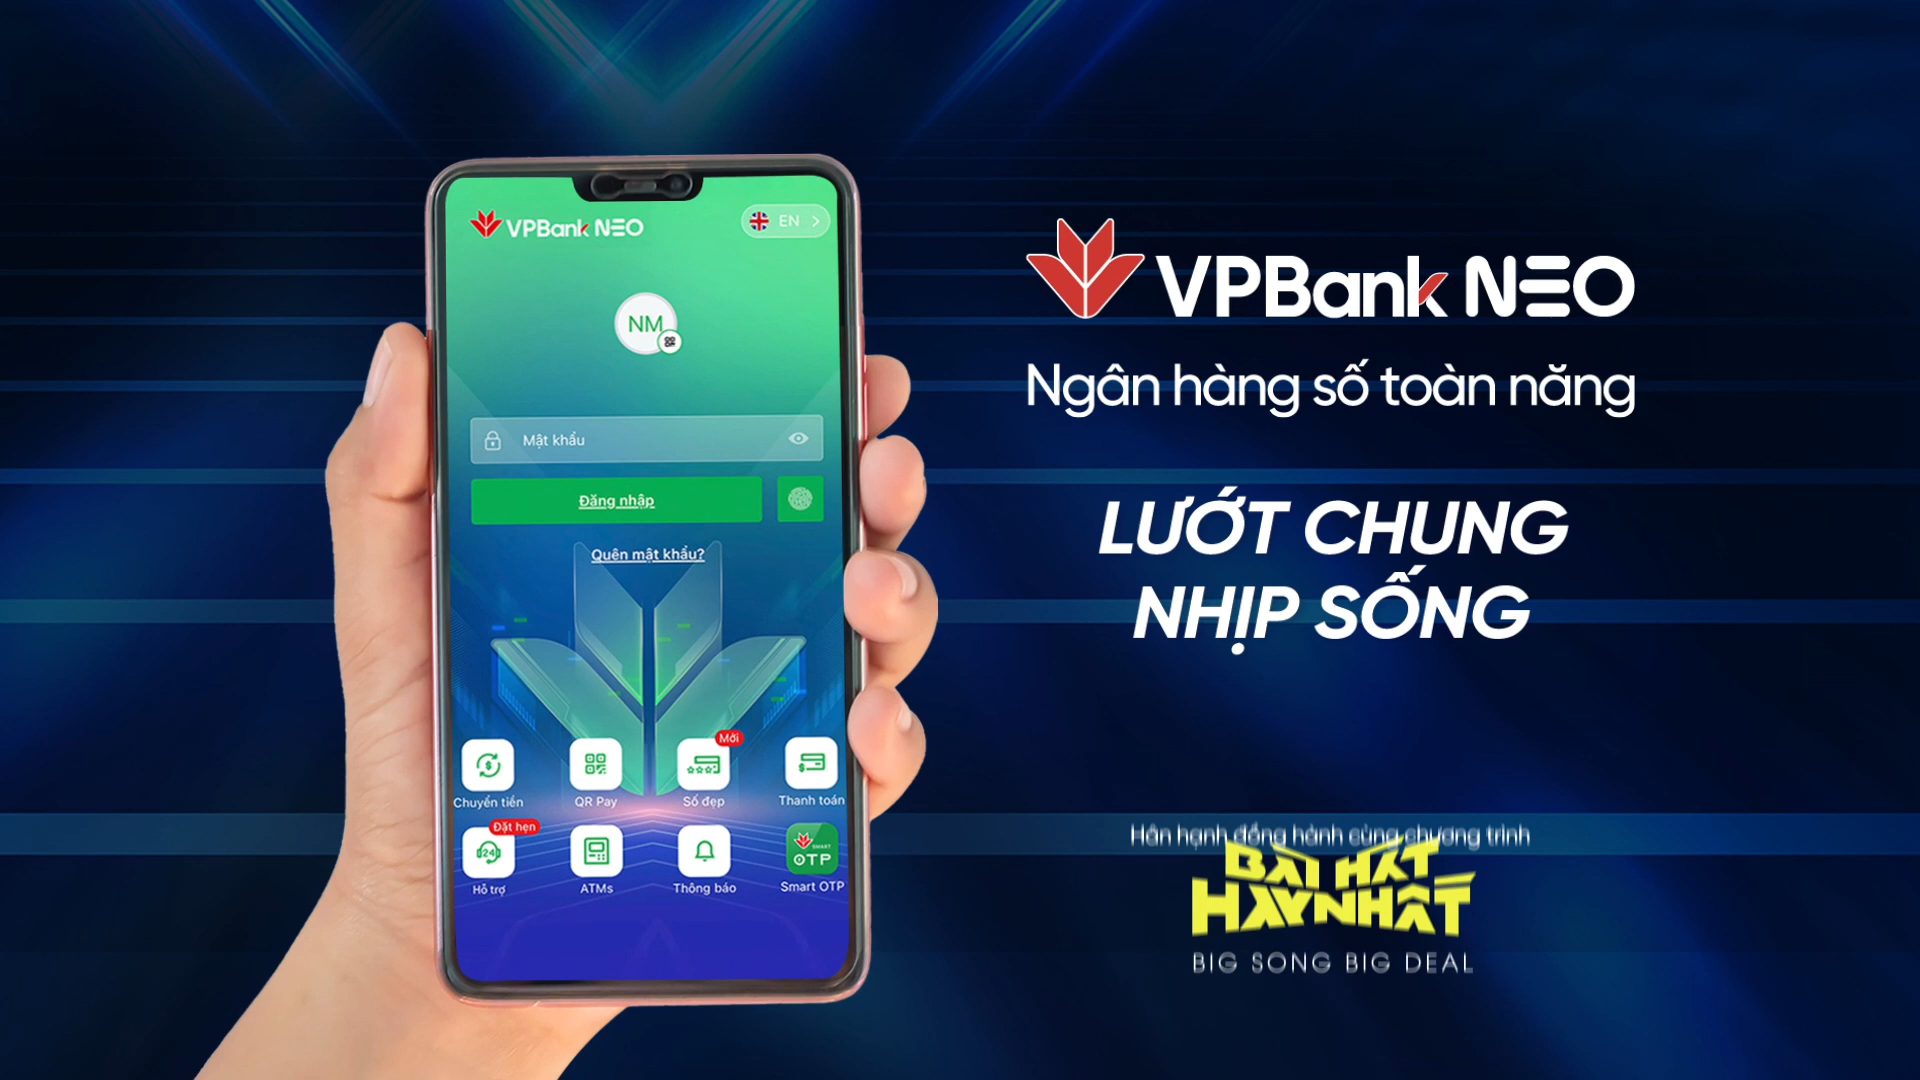 VPBank NEO
EN
NM
Mật khẩu
Đăng nhập
Quên mật khẩu?
Mới
Chuyển tiền
QR Pay
Số đẹp
Thanh toán
Đặt hẹn
24
SMART
OTP
Hỗ trợ
ATMs
Thông báo
Smart OTP
VPBank NEO
Ngân hàng số toàn năng
LƯỚT CHUNG
NHỊP SỐNG
Hân hạnh đồng hành cùng chương trình
BÀI HÁT
HAY NHẤT
BIG SONG BIG DEAL